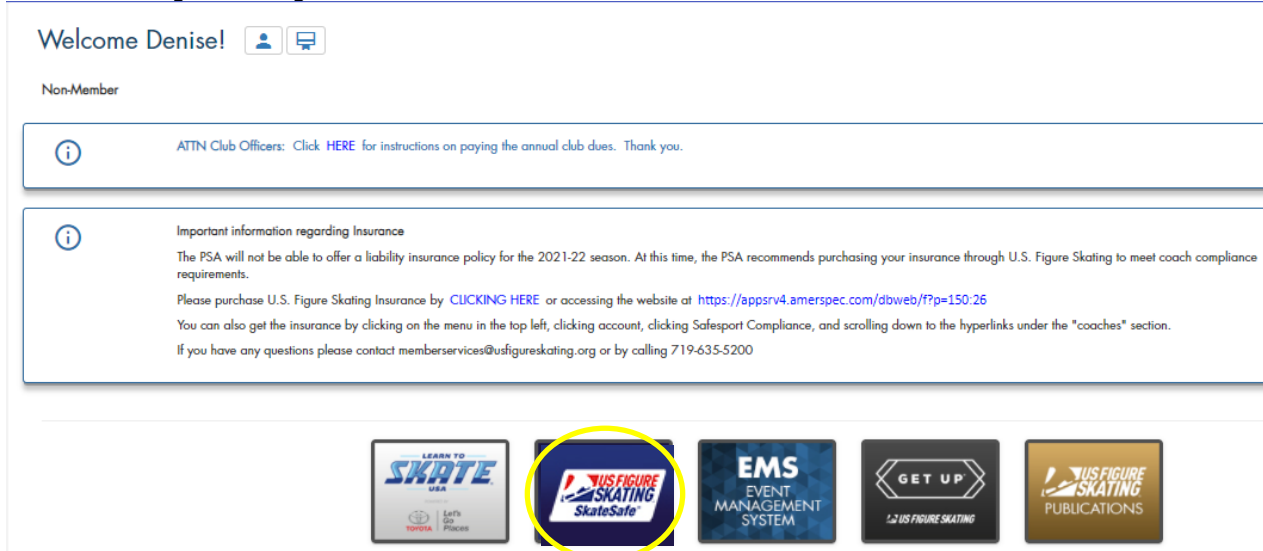 Welcome Denise!
Non-Member
ATTN Club Officers: Click HERE for instructions on paying the annual club dues. Thank you.
Important information regarding Insurance
The PSA will not be able to offer a liability insurance policy for the 2021-22 season. At this time, the PSA recommends purchasing your insurance through U.S. Figure Skating to meet coach compliance
requirements.
Please purchase U.S. Figure Skating Insurance by CLICKING HERE or accessing the website at https://appsrv4.amerspec.com/dbweb/f?p=150:26
You can also get the insurance by clicking on the menu in the top left, clicking account, clicking Safesport Compliance, and scrolling down to the hyperlinks under the "coaches" section.
If you have any questions please contact memberservices@usfigureskating.org or by calling 719-635-5200
LEARN TO
SKATE
USA
TOYOTA
Let's
Go
Places
US FIGURE
SKATING
SkateSafe
EMS
EVENT
MANAGEMENT
SYSTEM
GET UP
US FIGURE SKATING
US FIGURE
SKATING
PUBLICATIONS